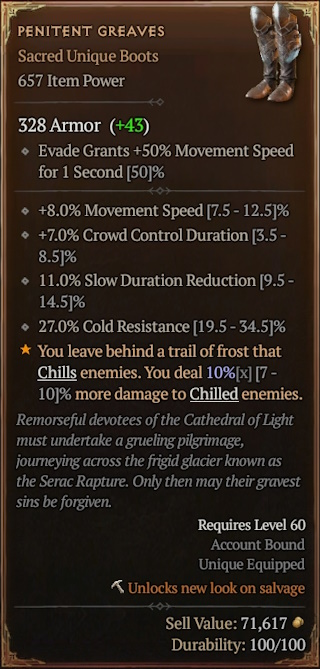 PENITENT GREAVES
Sacred Unique Boots
657 Item Power
328 Armor (+43)
Evade Grants +50% Movement Speed
for 1 Second [50]%
+8.0% Movement Speed [7.5 - 12.5]%
+7.0% Crowd Control Duration [3.5 -
8.5]%
11.0% Slow Duration Reduction [9.5 -
14.5]%
27.0% Cold Resistance [19.5 - 34.5]%
You leave behind a trail of frost that
Chills enemies. You deal 10%[x] [7 -
10]% more damage to Chilled enemies.
Remorseful devotees of the Cathedral of Light
must undertake a grueling pilgrimage,
journeying across the frigid glacier known as
the Serac Rapture. Only then may their gravest
sins be forgiven.
Requires Level 60
Account Bound
Unique Equipped
Unlocks new look on salvage
Sell Value: 71,617
Durability: 100/100